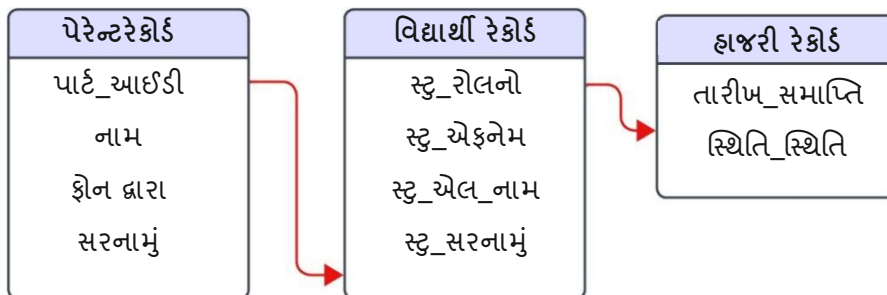 પેરેન્ટરેકોર્ડ
પાર્ટ_આઈડી
નામ
ફોન દ્વારા
સરનામું
વિદ્યાર્થી રેકોર્ડ
સ્ટુ_રોલનો
સ્ટુ_એફનેમ
સ્ટુ_એલ_નામ
સ્ટુ_સરનામું
હાજરી રેકોર્ડ
તારીખ_સમાપ્તિ
સ્થિતિ_સ્થિતિ